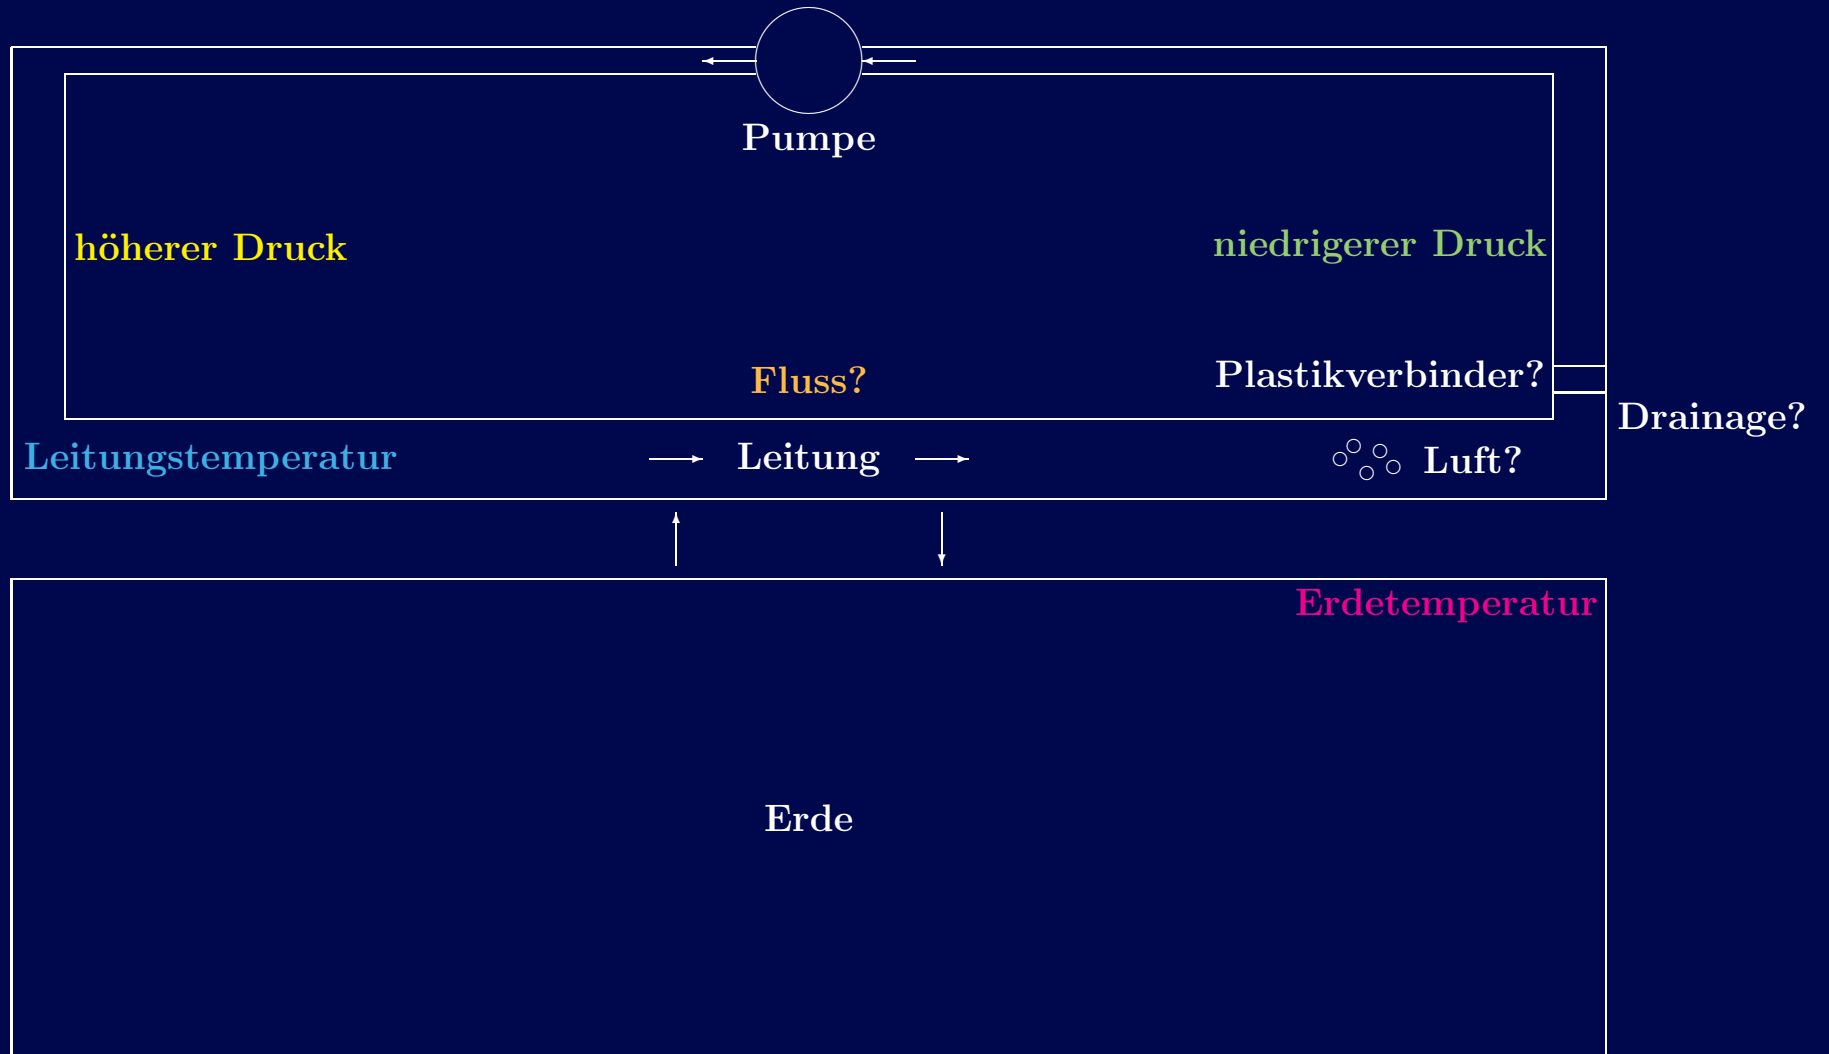 Pumpe
höherer Druck
niedrigerer Druck
Fluss?
Plastikverbinder?
Drainage?
Leitungstemperatur
Leitung
Luft?
Erdetemperatur
Erde